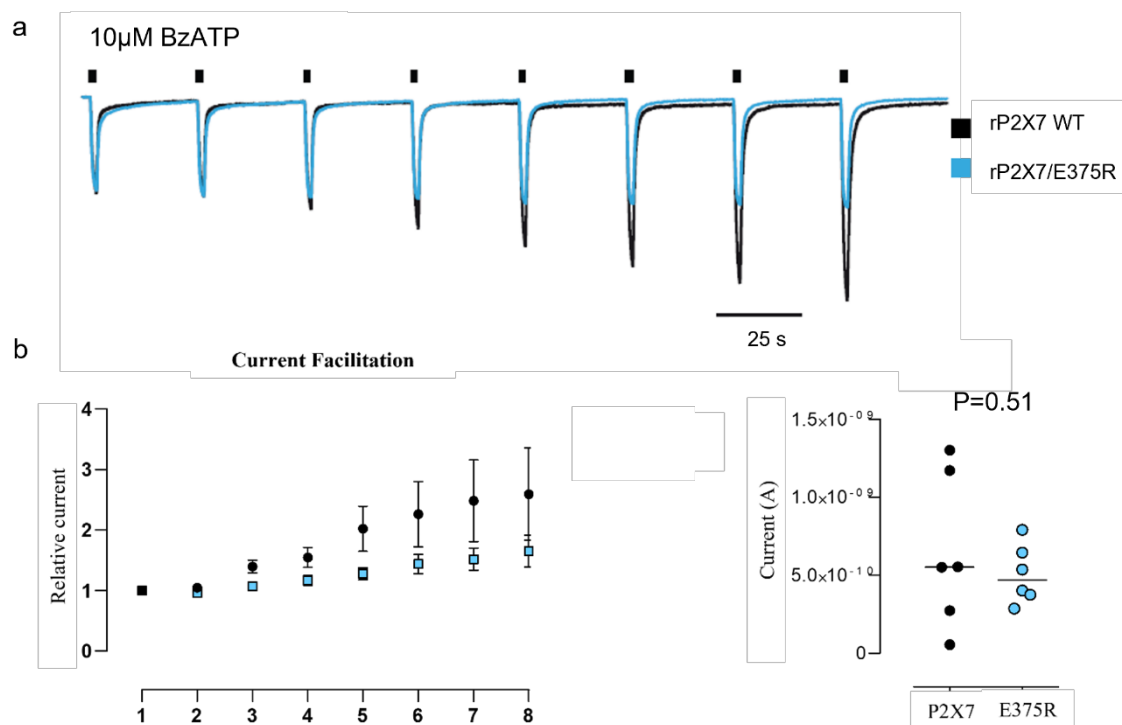 a
10µM BzATP
rP2X7 WT
rP2X7/E375R
25 s
b
Current Facilitation
Relative current
4
3
2
1
0
1 2 3 4 5 6 7 8
P=0.51
Current (A)
1.5×10⁻⁰⁹
1.0×10⁻⁰⁹
5.0×10⁻¹⁰
0
P2X7 E375R